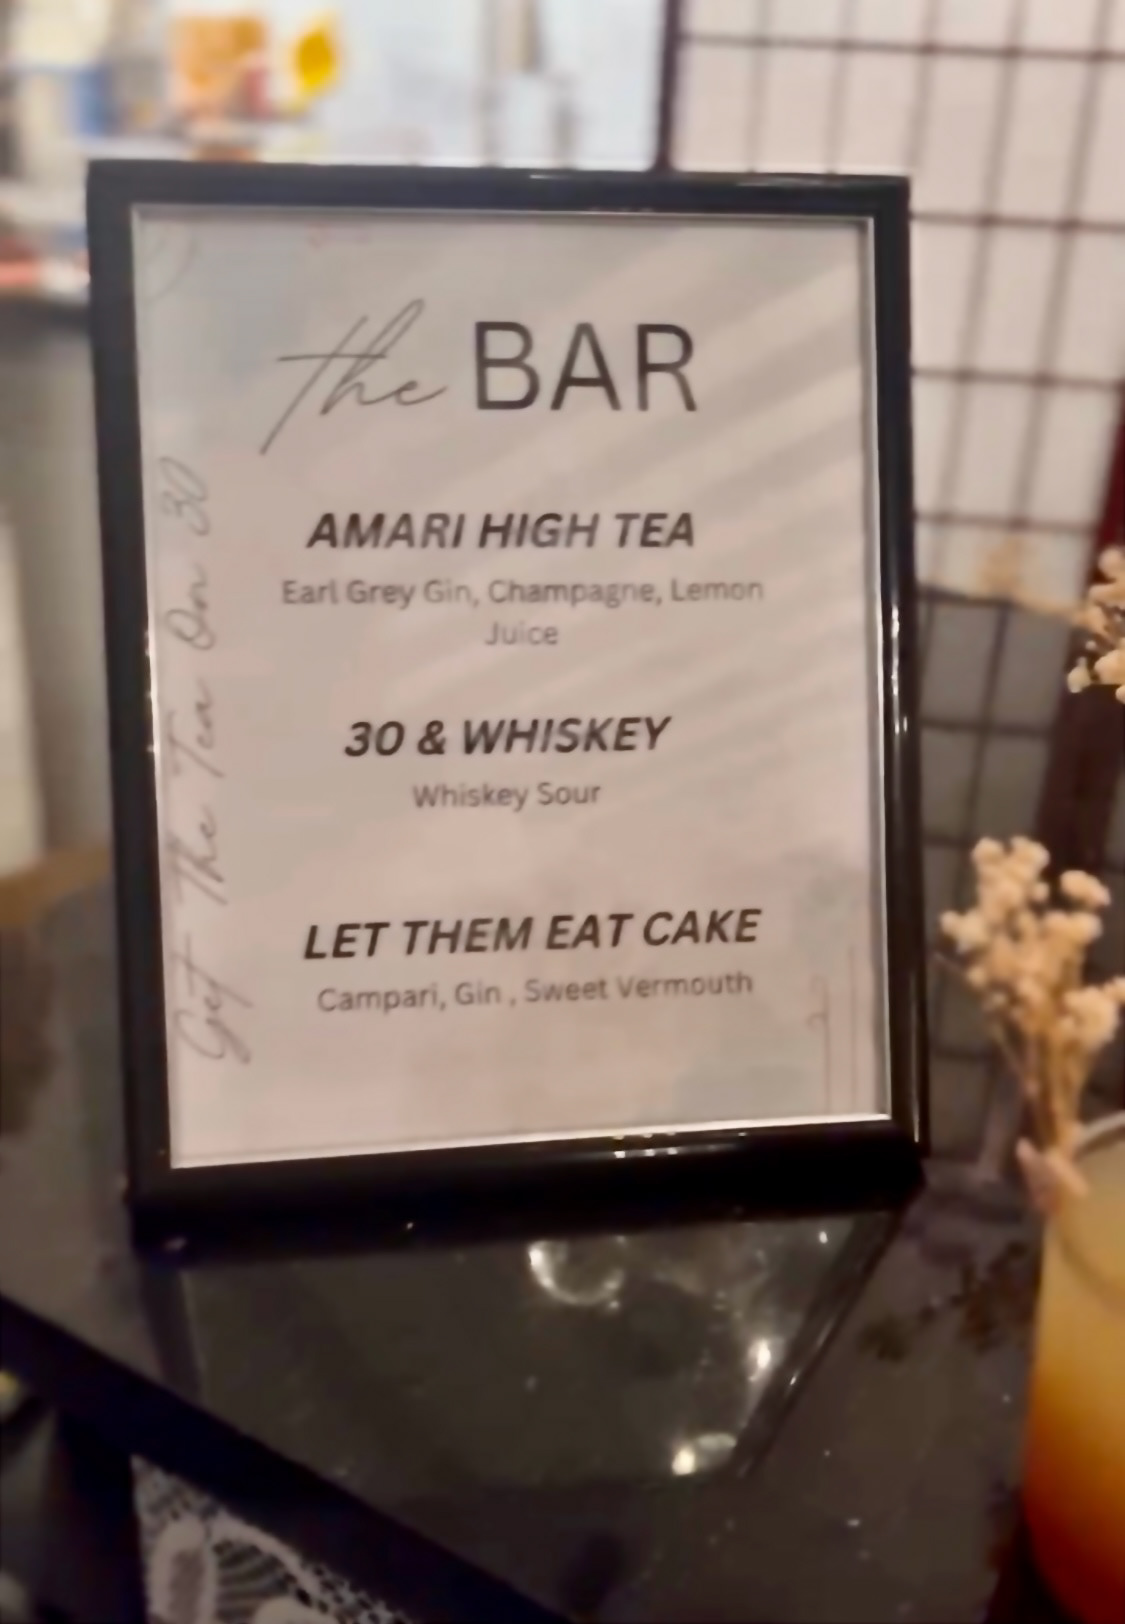 the BAR
AMARI HIGH TEA
Earl Grey Gin, Champagne, Lemon
Juice
30 & WHISKEY
Whiskey Sour
LET THEM EAT CAKE
Campari, Gin , Sweet Vermouth
Get The Tea On 30